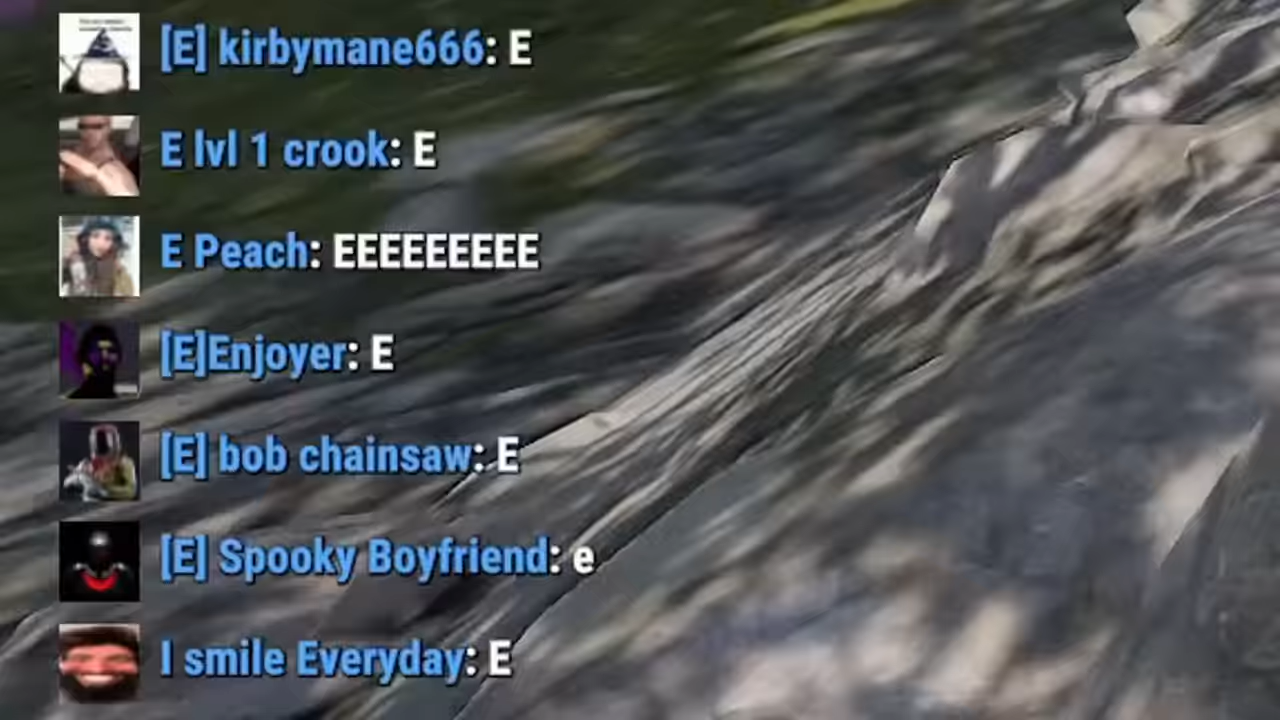 [E] kirbymane666: E
E lvl 1 crook: E
E Peach: EEEEEEEEE
[E]Enjoyer: E
[E] bob chainsaw: E
[E] Spooky Boyfriend: e
I smile Everyday: E